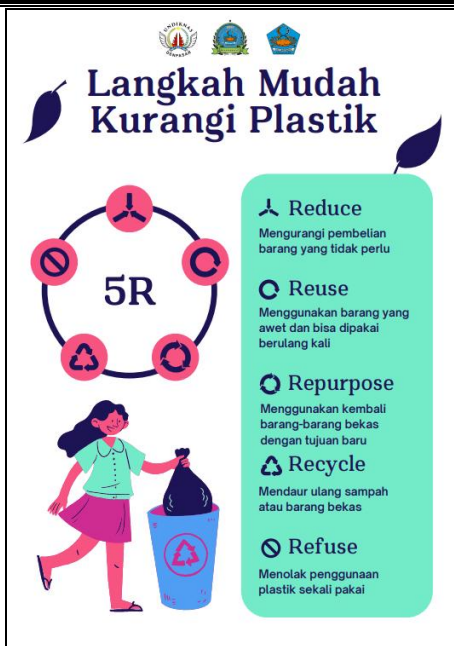 UNDIKNAS
DENPASAR
Langkah Mudah
Kurangi Plastik
5R
Reduce
Mengurangi pembelian
barang yang tidak perlu
Reuse
Menggunakan barang yang
awet dan bisa dipakai
berulang kali
Repurpose
Menggunakan kembali
barang-barang bekas
dengan tujuan baru
Recycle
Mendaur ulang sampah
atau barang bekas
Refuse
Menolak penggunaan
plastik sekali pakai